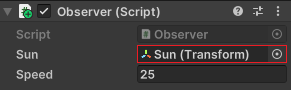 Observer (Script)
Script Observer
Sun Sun (Transform)
Speed 25